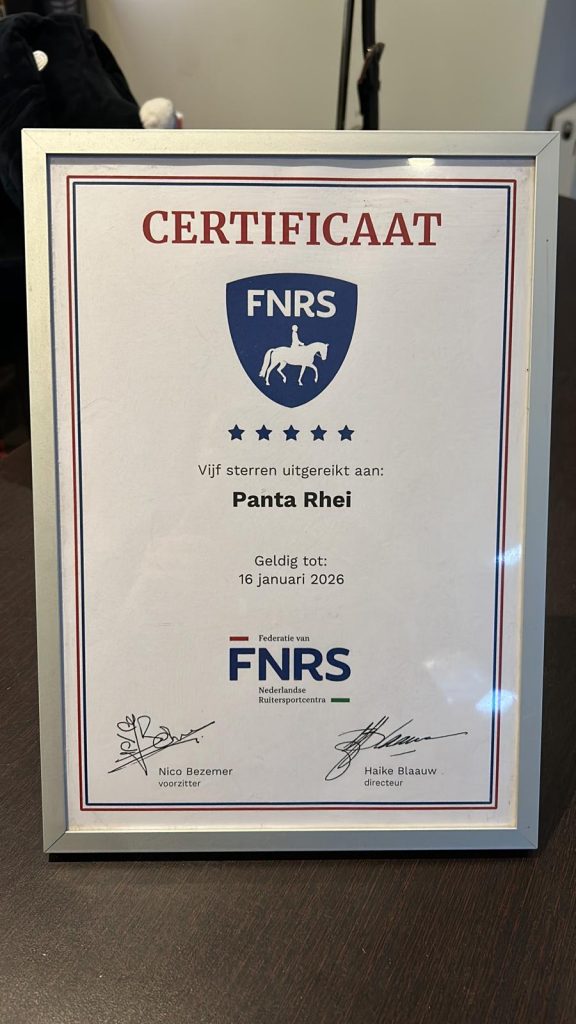 CERTIFICAAT
FNRS
Vijf sterren uitgereikt aan:
Panta Rhei
Geldig tot:
16 januari 2026
Federatie van
FNRS
Nederlandse
Ruitersportcentra
Nico Bezemer
voorzitter
Haike Blaauw
directeur